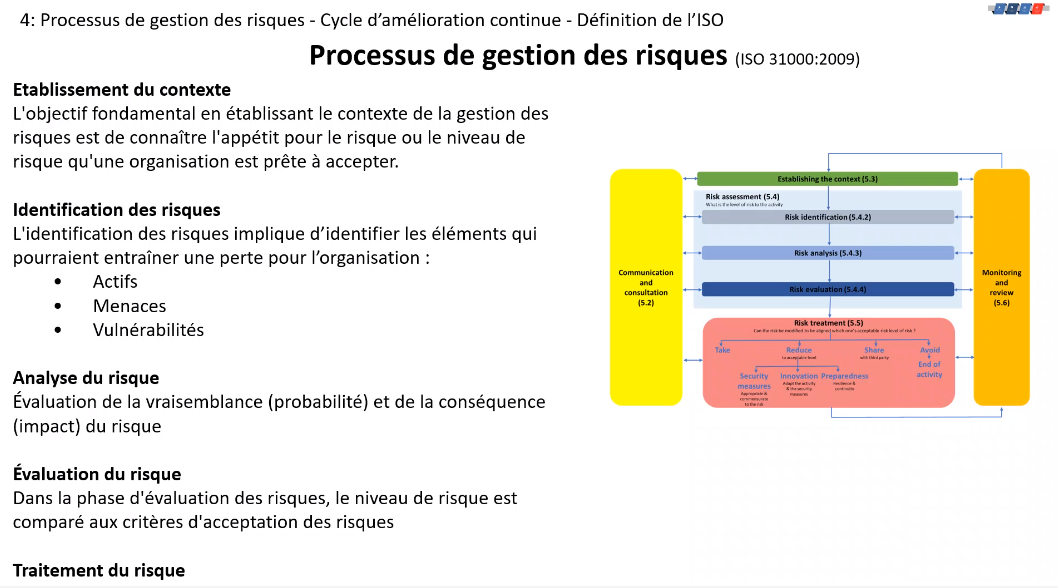 4: Processus de gestion des risques - Cycle d’amélioration continue - Définition de l’ISO
Processus de gestion des risques (ISO 31000:2009)
Etablissement du contexte
L'objectif fondamental en établissant le contexte de la gestion des
risques est de connaître l'appétit pour le risque ou le niveau de
risque qu'une organisation est prête à accepter.
Identification des risques
L'identification des risques implique d’identifier les éléments qui
pourraient entraîner une perte pour l’organisation :
• Actifs
• Menaces
• Vulnérabilités
Analyse du risque
Évaluation de la vraisemblance (probabilité) et de la conséquence
(impact) du risque
Évaluation du risque
Dans la phase d'évaluation des risques, le niveau de risque est
comparé aux critères d'acceptation des risques
Traitement du risque
Communication
and
consultation
(5.2)
Establishing the context (5.3)
Risk assessment (5.4)
What is the level of risk to the activity
Risk identification (5.4.2)
Risk analysis (5.4.3)
Risk evaluation (5.4.4)
Risk treatment (5.5)
Can the risk be modified to be aligned which one's acceptable risk level of risk ?
Take
Reduce
to acceptable level
Share
with third party
Avoid
End of
activity
Security
measures
Appropriate &
commensurate
to the risk
Innovation
Adapt the activity
& the security
measures
Preparedness
Resilience &
continuity
Monitoring
and
review
(5.6)